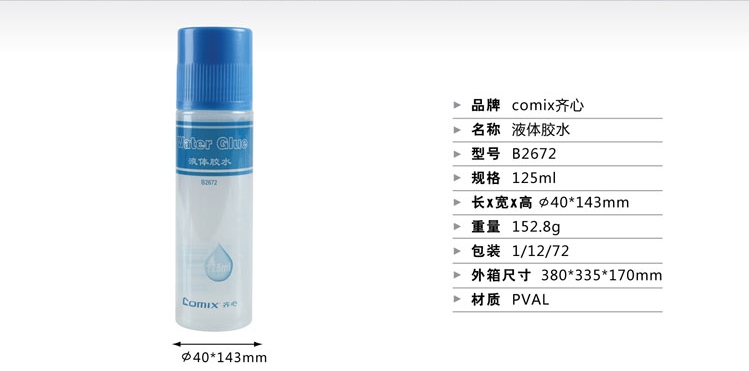 Water Glue
液体胶水
B2672
125ml
Comix 齐心
φ40*143mm
品牌 comix齐心
名称 液体胶水
型号 B2672
规格 125ml
长x宽x高 φ40*143mm
重量 152.8g
包装 1/12/72
外箱尺寸 380*335*170mm
材质 PVAL